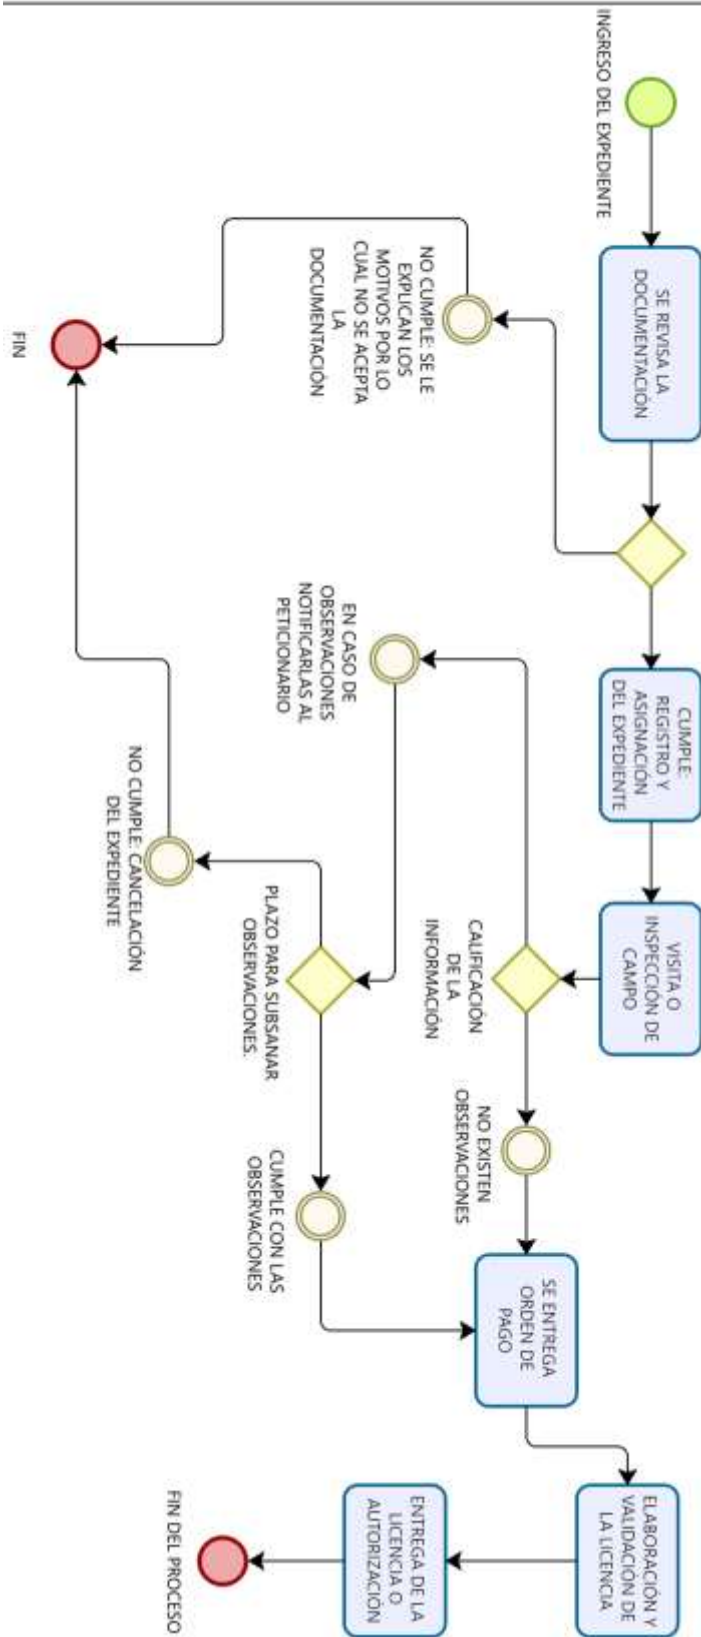 INGRESO DEL EXPEDIENTE
SE REVISA LA
DOCUMENTACIÓN
NO CUMPLE: SE LE
EXPLICAN LOS
MOTIVOS POR LO
CUAL NO SE ACEPTA
LA
DOCUMENTACIÓN
FIN
CUMPLE:
REGISTRO Y
ASIGNACIÓN
DEL EXPEDIENTE
VISITA O
INSPECCIÓN DE
CAMPO
CALIFICACIÓN
DE LA
INFORMACIÓN
EN CASO DE
OBSERVACIONES
NOTIFICARLAS AL
PETICIONARIO
PLAZO PARA SUBSANAR
OBSERVACIONES.
NO CUMPLE: CANCELACIÓN
DEL EXPEDIENTE
NO EXISTEN
OBSERVACIONES
CUMPLE CON LAS
OBSERVACIONES
SE ENTREGA
ORDEN DE
PAGO
ELABORACIÓN Y
VALIDACIÓN DE
LA LICENCIA
ENTREGA DE LA
LICENCIA O
AUTORIZACIÓN
FIN DEL PROCESO